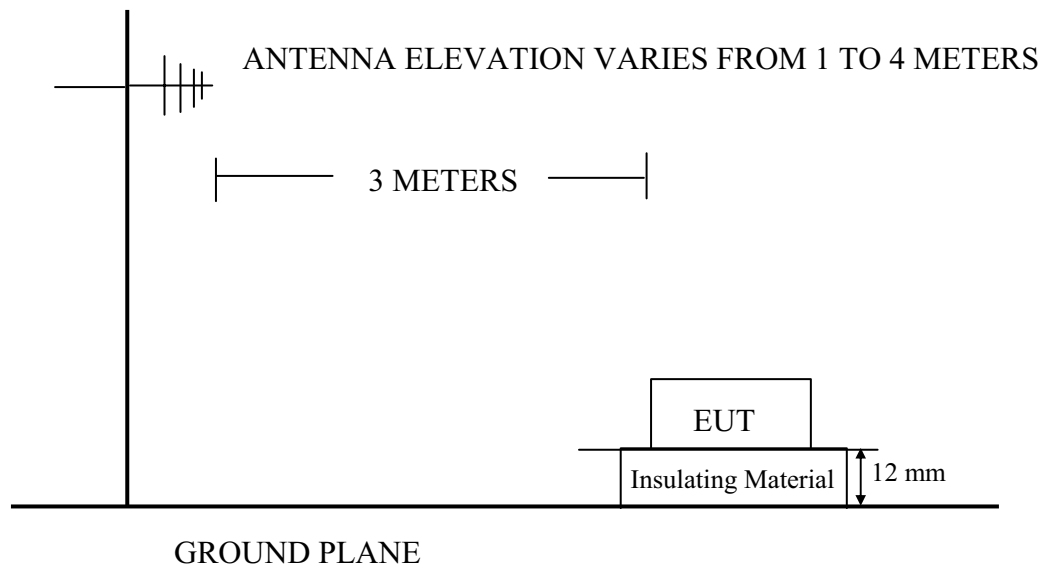 ANTENNA ELEVATION VARIES FROM 1 TO 4 METERS
3 METERS
EUT
Insulating Material
12 mm
GROUND PLANE